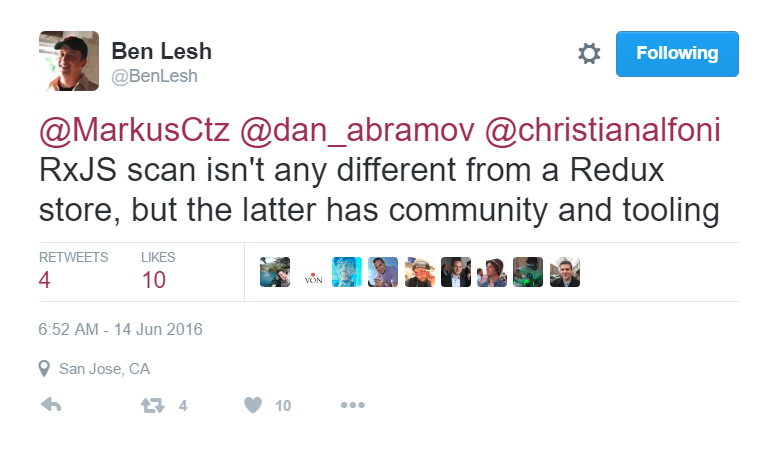 Ben Lesh
@BenLesh
Following
@MarkusCtz @dan_abramov @christianalfoni
RxJS scan isn't any different from a Redux
store, but the latter has community and tooling
RETWEETS LIKES
4 10
VON
6:52 AM - 14 Jun 2016
San Jose, CA
4 10